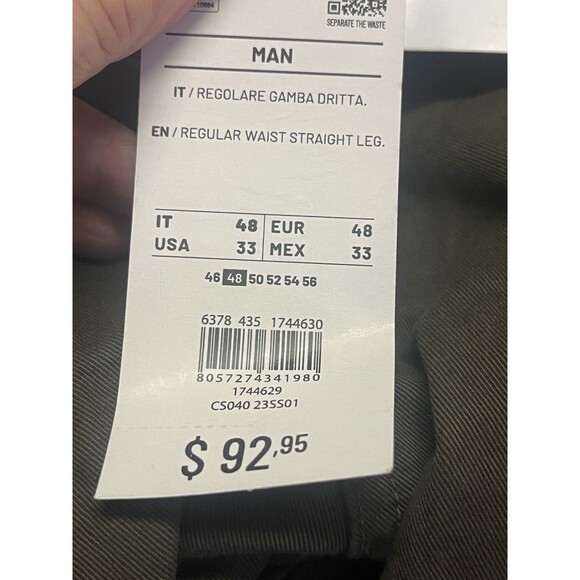 SEPARATE THE WASTE
MAN
IT / REGOLARE GAMBA DRITTA.
EN / REGULAR WAIST STRAIGHT LEG.
IT 48 EUR 48
USA 33 MEX 33
46 48 50 52 54 56
6378 435 1744630
8057274341980
1744629
CS040 23SS01
$ 92,95